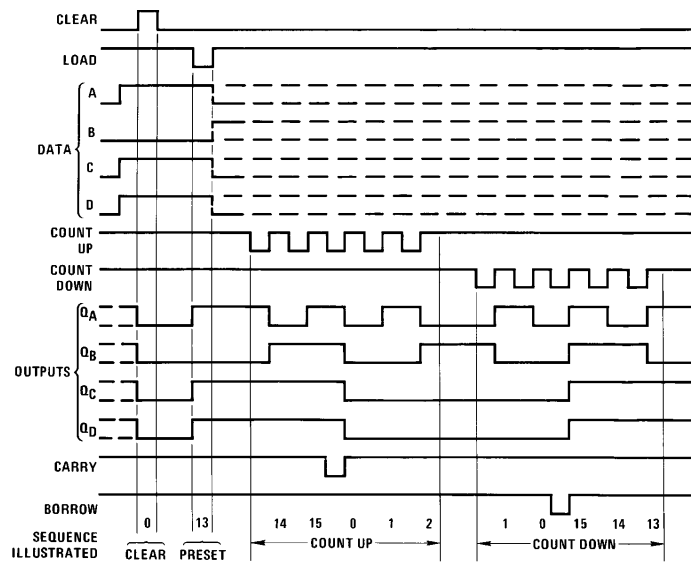 CLEAR
LOAD
A
B
DATA
C
D
COUNT
UP
COUNT
DOWN
QA
QB
OUTPUTS
QC
QD
CARRY
BORROW
0 13 14 15 0 1 2 1 0 15 14 13
SEQUENCE
ILLUSTRATED
CLEAR PRESET COUNT UP COUNT DOWN